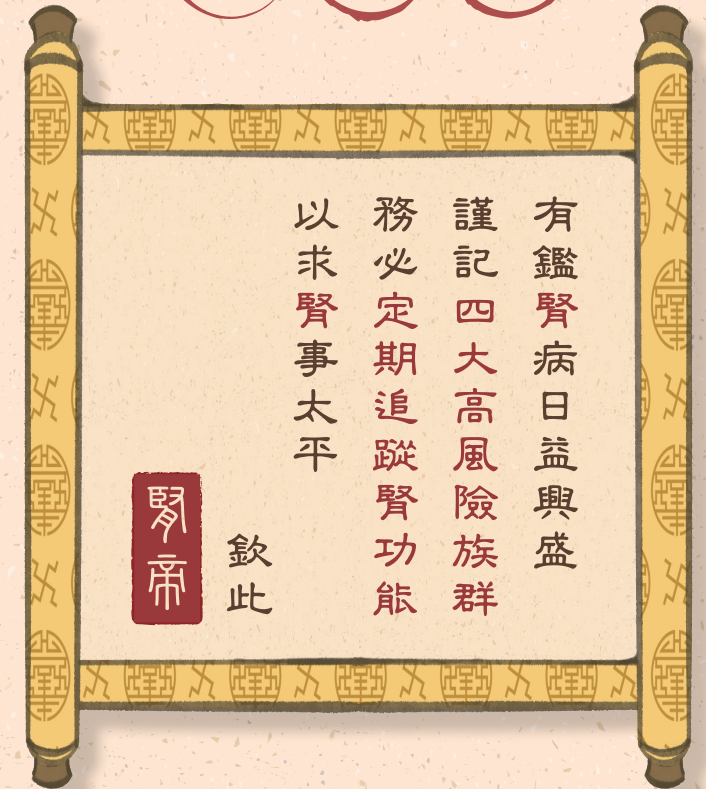 有鑑腎病日益興盛
謹記四大高風險族群
務必定期追蹤腎功能
以求腎事太平
欽此
腎帝